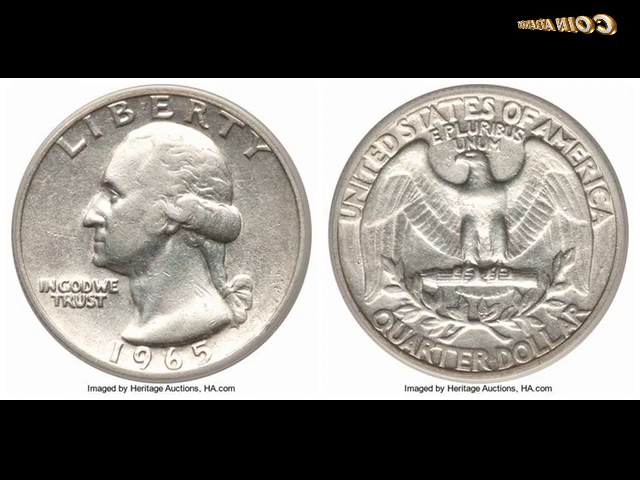 COIN ATLANTIS
LIBERTY
IN GOD WE
TRUST
1965
UNITED STATES OF AMERICA
E PLURIBUS
UNUM
QUARTER DOLLAR
Imaged by Heritage Auctions, HA.com
Imaged by Heritage Auctions, HA.com